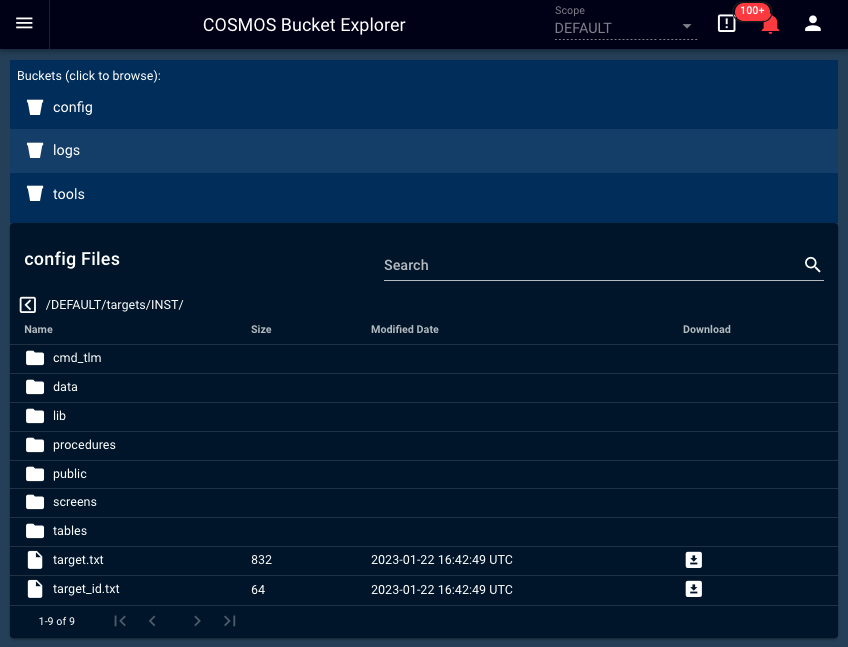 COSMOS Bucket Explorer
Scope
DEFAULT
100+
Buckets (click to browse):
config
logs
tools
config Files
Search
/DEFAULT/targets/INST/
Name Size Modified Date Download
cmd_tlm
data
lib
procedures
public
screens
tables
target.txt 832 2023-01-22 16:42:49 UTC
target_id.txt 64 2023-01-22 16:42:49 UTC
1-9 of 9